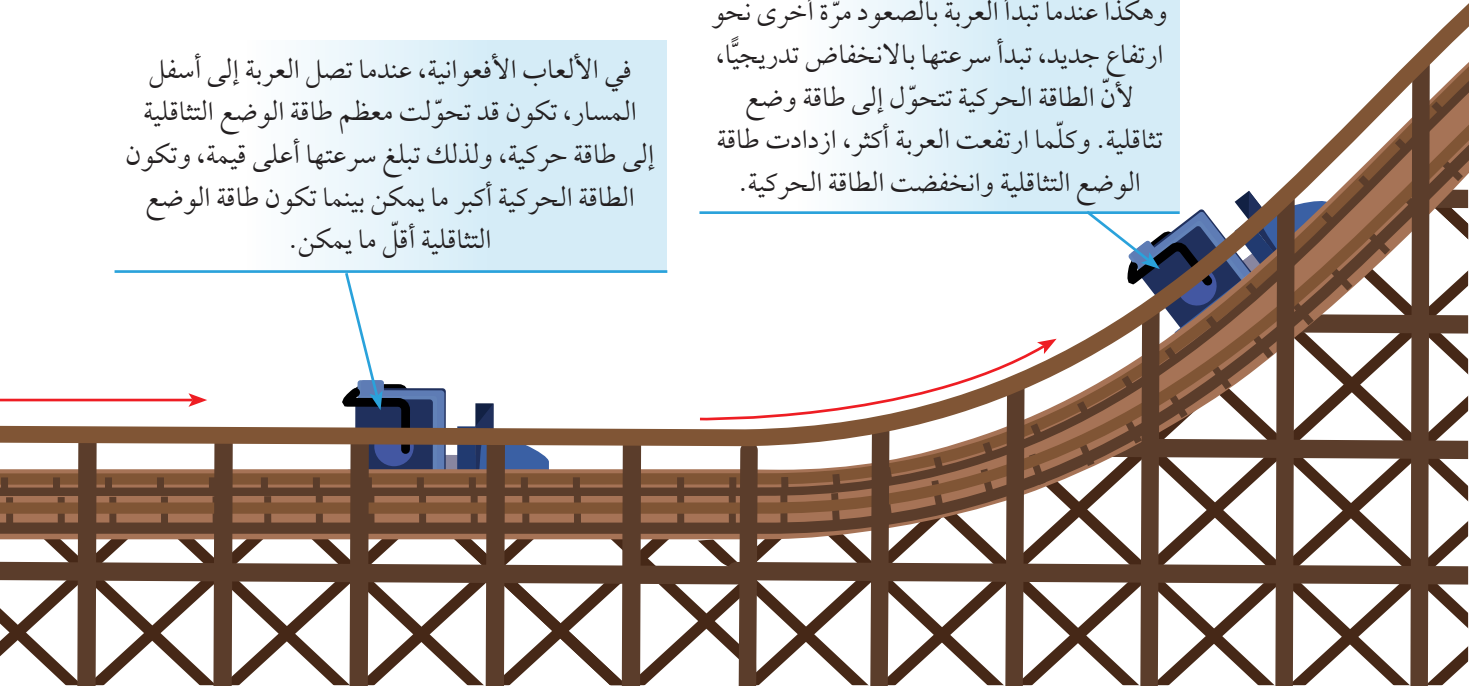 وهكذا عندما تبدأ العربة بالصعود مرّة أخرى نحو
ارتفاع جديد، تبدأ سرعتها بالانخفاض تدريجيًّا،
لأنّ الطاقة الحركية تتحوّل إلى طاقة وضع
تثاقلية. وكلّما ارتفعت العربة أكثر، ازدادت طاقة
الوضع التثاقلية وانخفضت الطاقة الحركية.
في الألعاب الأفعوانية، عندما تصل العربة إلى أسفل
المسار، تكون قد تحوّلت معظم طاقة الوضع التثاقلية
إلى طاقة حركية، ولذلك تبلغ سرعتها أعلى قيمة، وتكون
الطاقة الحركية أكبر ما يمكن بينما تكون طاقة الوضع
التثاقلية أقلّ ما يمكن.